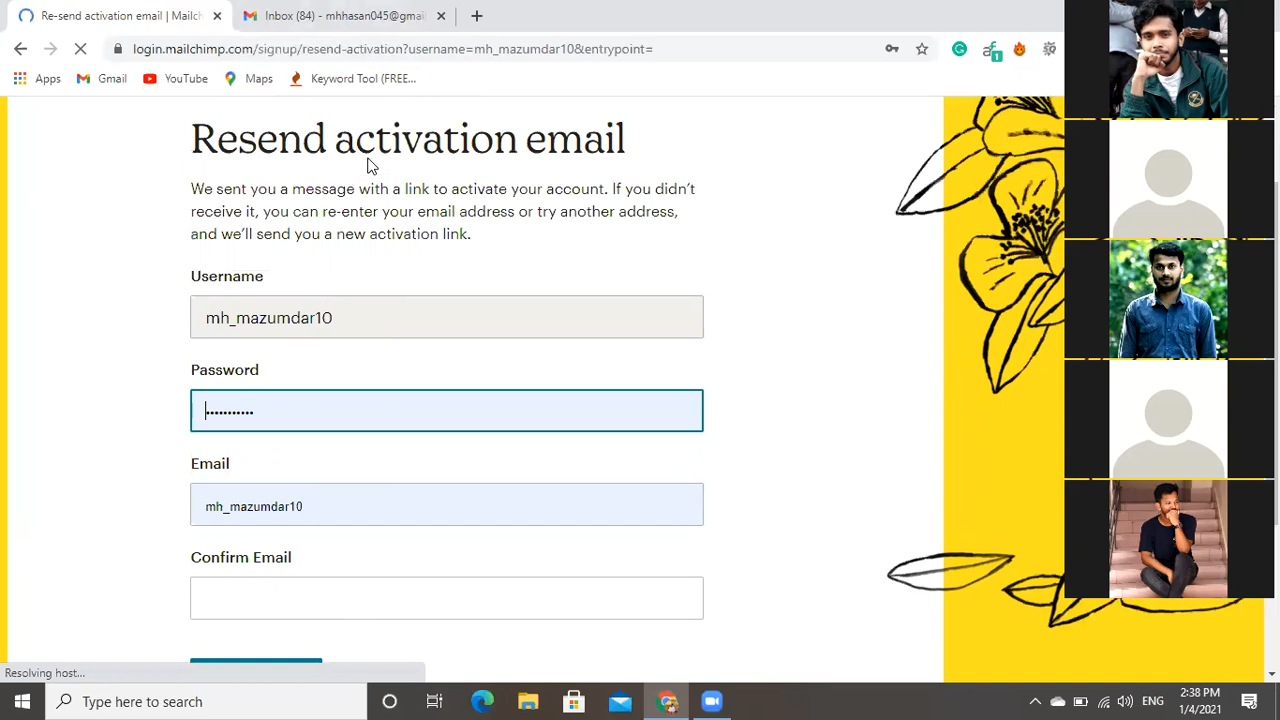 Re-send activation email | Mailch
Inbox (84) - mhhasan045@gmail
login.mailchimp.com/signup/resend-activation?username=mh_mazumdar10&entrypoint=
1
Apps
Gmail
YouTube
Maps
Keyword Tool (FREE...
Resend activation email
We sent you a message with a link to activate your account. If you didn't
receive it, you can re-enter your email address or try another address,
and we'll send you a new activation link.
Username
mh_mazumdar10
Password
Email
mh_mazumdar10
Confirm Email
Resolving host...
Type here to search
ENG
2:38 PM
1/4/2021